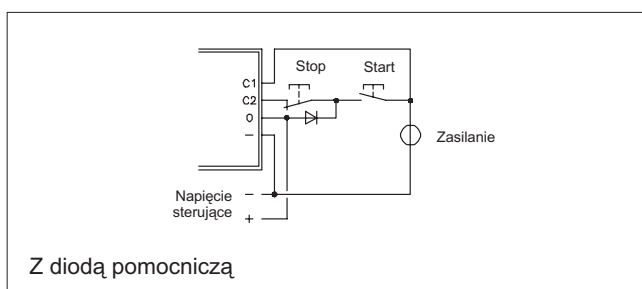 Stop Start
C1
C2
0
–
Zasilanie
Napięcie –
sterujące
+
Z diodą pomocniczą